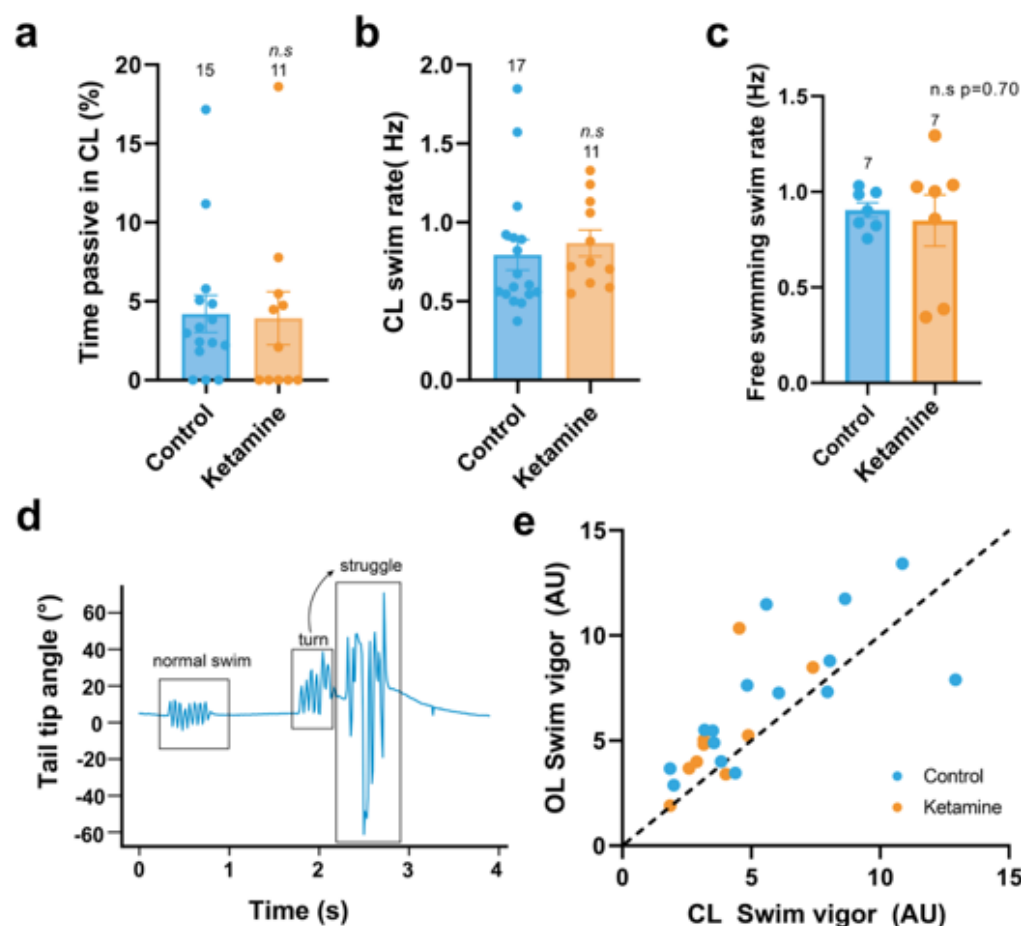 a
Time passive in CL (%)
20
15
10
5
0
15
n.s
11
Control
Ketamine
b
CL swim rate( Hz)
2.0
1.5
1.0
0.5
0.0
17
n.s
11
Control
Ketamine
c
Free swmming swim rate (Hz)
1.5
1.0
0.5
0.0
n.s p=0.70
7
7
Control
Ketamine
d
Tail tip angle (°)
60
40
20
0
-20
-40
-60
normal swim
turn
struggle
0
1
2
3
4
Time (s)
e
OL Swim vigor (AU)
15
10
5
0
Control
Ketamine
0
5
10
15
CL Swim vigor (AU)